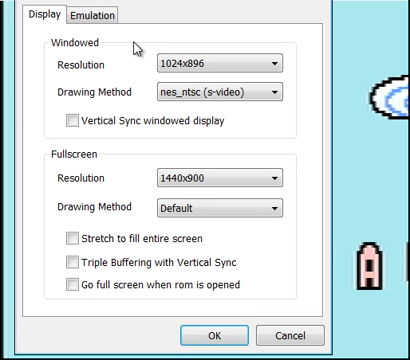 Display Emulation
Windowed
Resolution 1024x896
Drawing Method nes_ntsc (s-video)
Vertical Sync windowed display
Fullscreen
Resolution 1440x900
Drawing Method Default
Stretch to fill entire screen
Triple Buffering with Vertical Sync
Go full screen when rom is opened
OK Cancel